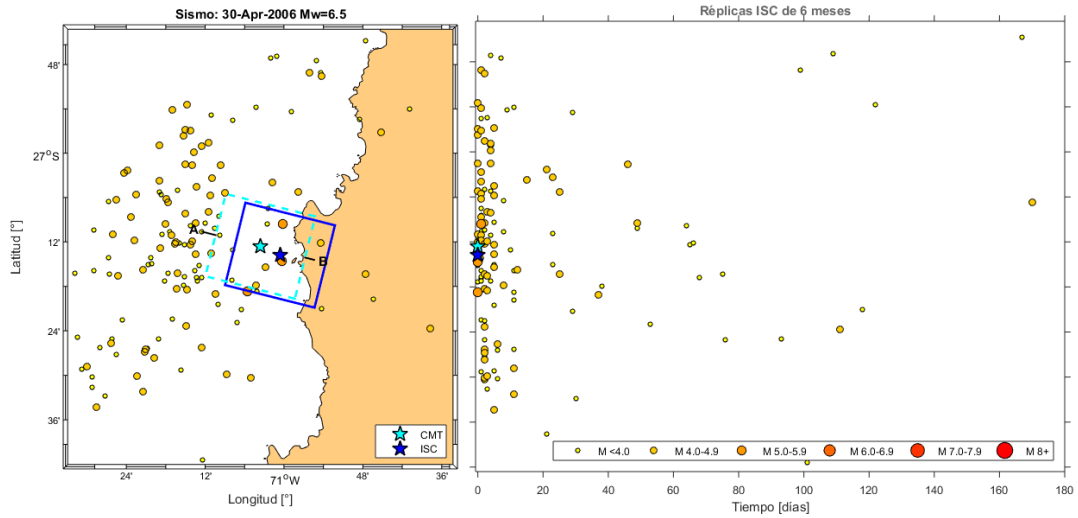 Sismo: 30-Apr-2006 Mw=6.5
48'
27°S
12'
24'
36'
24'
12'
71°W
48'
36'
Latitud [°]
Longitud [°]
A
B
CMT
ISC
Rèplicas ISC de 6 meses
0
20
40
60
80
100
120
140
160
180
Tiempo [días]
M <4.0
M 4.0-4.9
M 5.0-5.9
M 6.0-6.9
M 7.0-7.9
M 8+